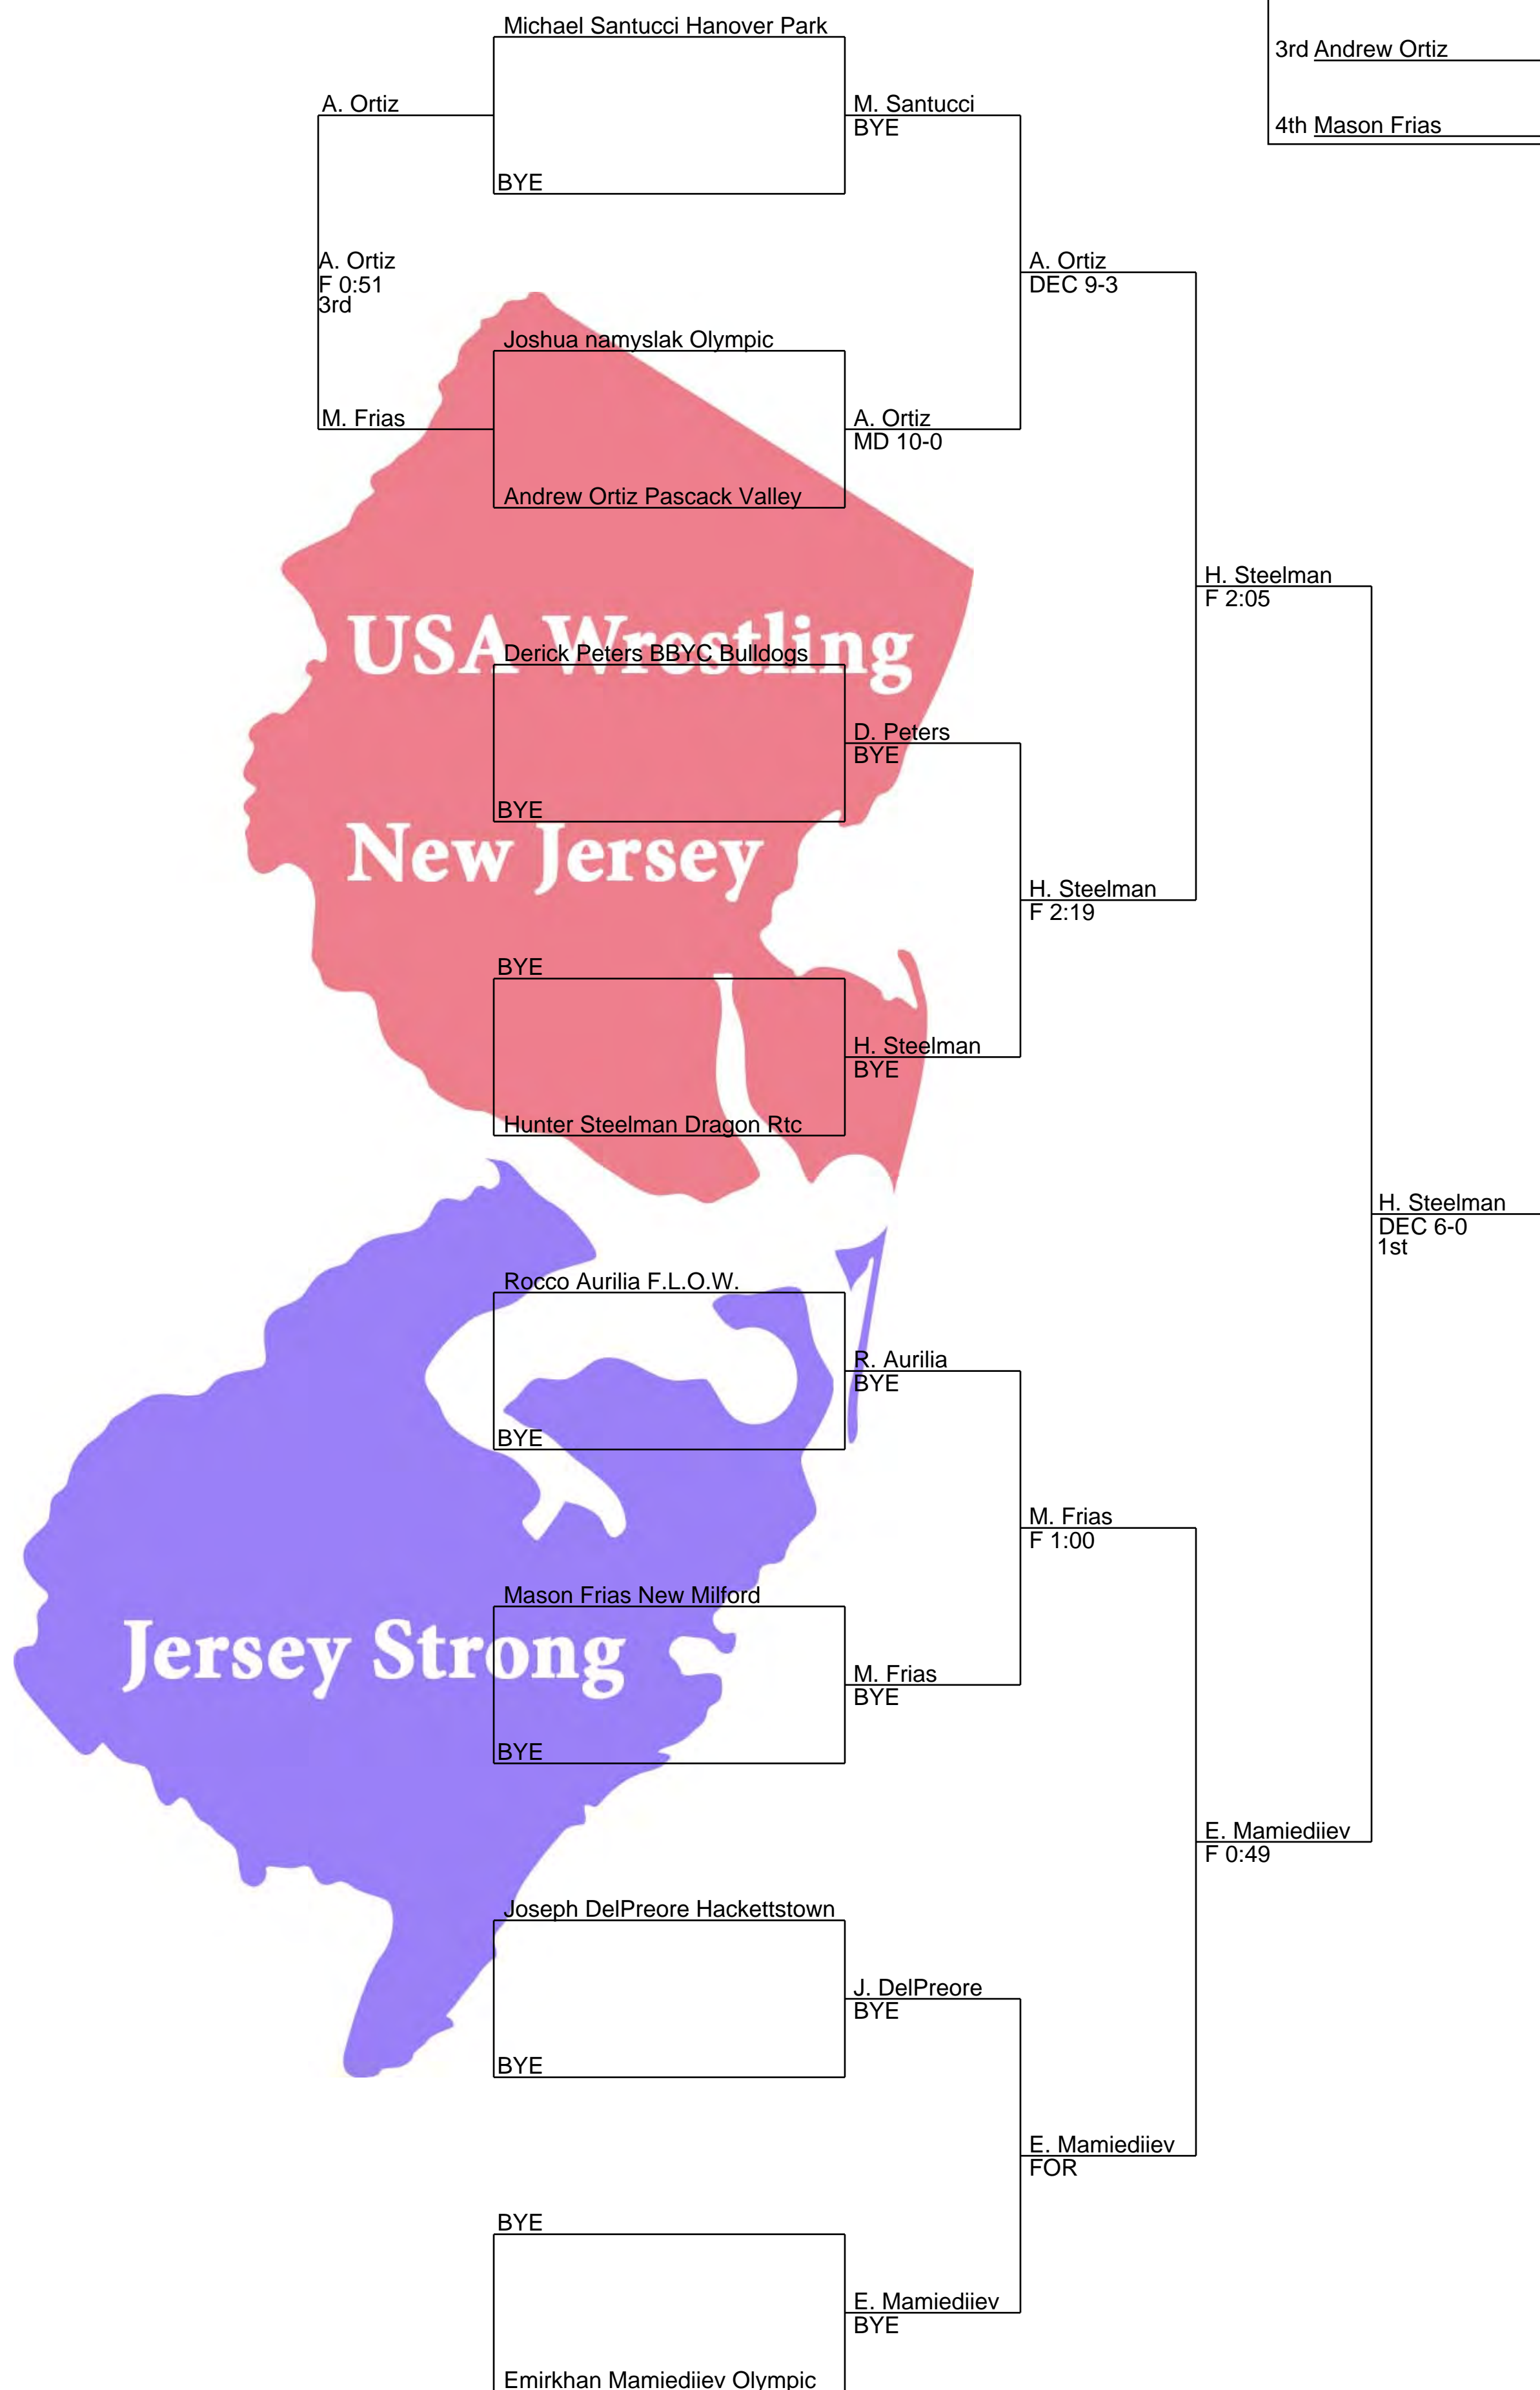 Michael Santucci Hanover Park
3rd Andrew Ortiz
A. Ortiz
M. Santucci
BYE
4th Mason Frias
BYE
A. Ortiz
F 0:51
3rd
A. Ortiz
DEC 9-3
Joshua namyslak Olympic
M. Frias
A. Ortiz
MD 10-0
Andrew Ortiz Pascack Valley
H. Steelman
F 2:05
USA Wrestling
Derick Peters BBYC Bulldogs
D. Peters
BYE
BYE
New Jersey
H. Steelman
F 2:19
BYE
H. Steelman
BYE
Hunter Steelman Dragon Rtc
H. Steelman
DEC 6-0
1st
Rocco Aurilia F.L.O.W.
R. Aurilia
BYE
BYE
M. Frias
F 1:00
Mason Frias New Milford
Jersey Strong
M. Frias
BYE
BYE
E. Mamiediiev
F 0:49
Joseph DelPreore Hackettstown
J. DelPreore
BYE
BYE
E. Mamiediiev
FOR
BYE
E. Mamiediiev
BYE
Emirkhan Mamiediiev Olympic